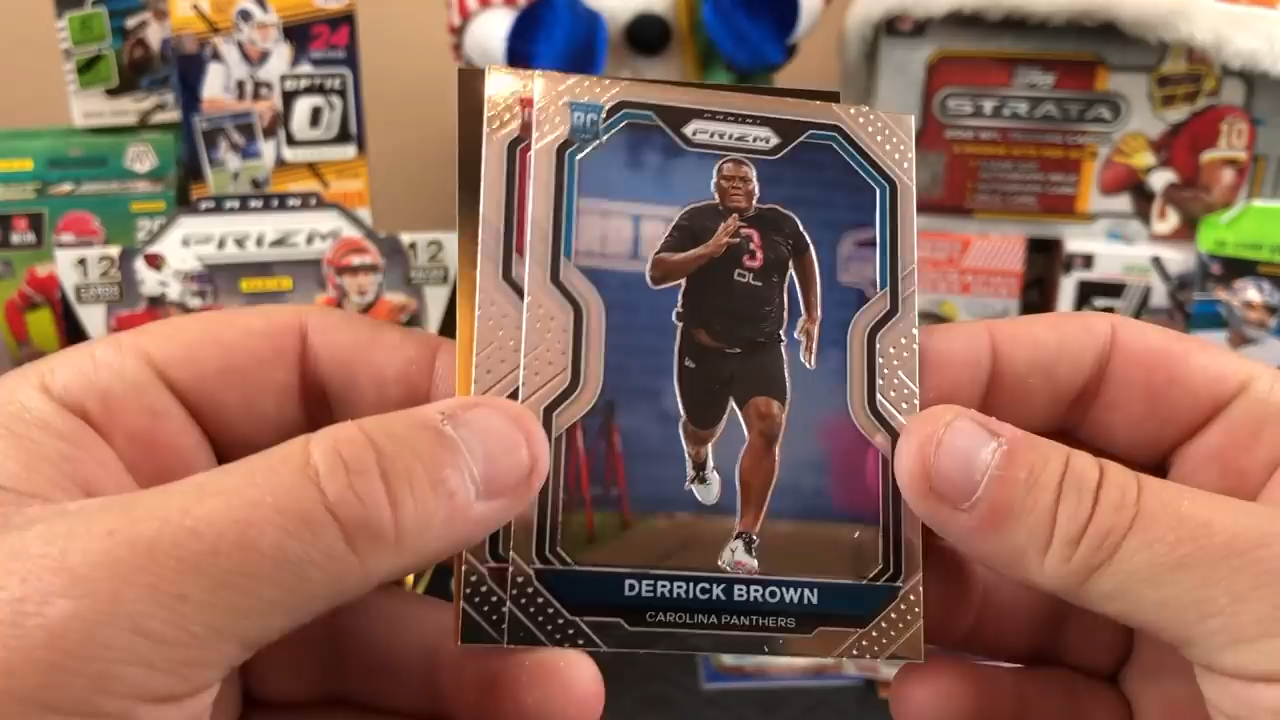 24
OPTIC
PANINI
PRIZM
12
12
topps
STRATA
10
RC
PANINI
PRIZM
3
DL
DERRICK BROWN
CAROLINA PANTHERS